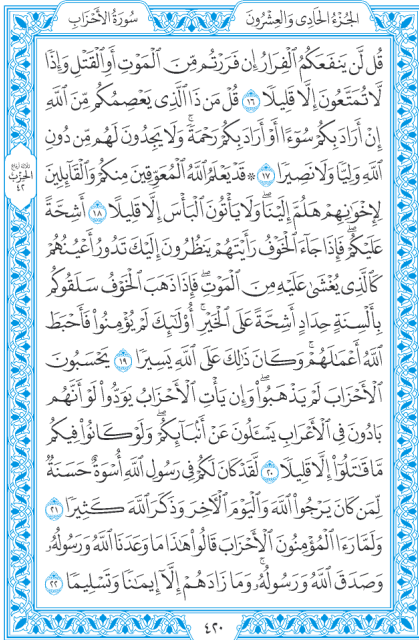 الجُزْءُ الحَادِى وَالعِشْرُونَ
سُورَةُ الأَحْزَابِ
قُل لَّن يَنفَعَكُمُ ٱلْفِرَارُ إِن فَرَرْتُم مِّنَ ٱلْمَوْتِ أَوِ ٱلْقَتْلِ وَإِذًا
لَّا تُمَتَّعُونَ إِلَّا قَلِيلًا ١٦ قُلْ مَن ذَا ٱلَّذِى يَعْصِمُكُم مِّنَ ٱللَّهِ
إِنْ أَرَادَ بِكُمْ سُوٓءًا أَوْ أَرَادَ بِكُمْ رَحْمَةً ۚ وَلَا يَجِدُونَ لَهُم مِّن دُونِ
ٱللَّهِ وَلِيًّا وَلَا نَصِيرًا ١٧ ۞ قَدْ يَعْلَمُ ٱللَّهُ ٱلْمُعَوِّقِينَ مِنكُمْ وَٱلْقَآئِلِينَ
لِإِخْوَٰنِهِمْ هَلُمَّ إِلَيْنَا ۖ وَلَا يَأْتُونَ ٱلْبَأْسَ إِلَّا قَلِيلًا ١٨ أَشِحَّةً
عَلَيْكُمْ ۖ فَإِذَا جَآءَ ٱلْخَوْفُ رَأَيْتَهُمْ يَنظُرُونَ إِلَيْكَ تَدُورُ أَعْيُنُهُمْ
كَٱلَّذِى يُغْشَىٰ عَلَيْهِ مِنَ ٱلْمَوْتِ ۖ فَإِذَا ذَهَبَ ٱلْخَوْفُ سَلَقُوكُم
بِأَلْسِنَةٍ حِدَادٍ أَشِحَّةً عَلَى ٱلْخَيْرِ ۚ أُو۟لَٰٓئِكَ لَمْ يُؤْمِنُوا۟ فَأَحْبَطَ
ٱللَّهُ أَعْمَٰلَهُمْ ۚ وَكَانَ ذَٰلِكَ عَلَى ٱللَّهِ يَسِيرًا ١٩ يَحْسَبُونَ
ٱلْأَحْزَابَ لَمْ يَذْهَبُوا۟ ۖ وَإِن يَأْتِ ٱلْأَحْزَابُ يَوَدُّوا۟ لَوْ أَنَّهُم
بَادُونَ فِى ٱلْأَعْرَابِ يَسْـَٔلُونَ عَنْ أَنۢبَآئِكُمْ ۖ وَلَوْ كَانُوا۟ فِيكُم
مَّا قَٰتَلُوٓا۟ إِلَّا قَلِيلًا ٢٠ لَّقَدْ كَانَ لَكُمْ فِى رَسُولِ ٱللَّهِ أُسْوَةٌ حَسَنَةٌ
لِّمَن كَانَ يَرْجُوا۟ ٱللَّهَ وَٱلْيَوْمَ ٱلْـَٔاخِرَ وَذَكَرَ ٱللَّهَ كَثِيرًا ٢١
وَلَمَّا رَءَا ٱلْمُؤْمِنُونَ ٱلْأَحْزَابَ قَالُوا۟ هَٰذَا مَا وَعَدَنَا ٱللَّهُ وَرَسُولُهُۥ
وَصَدَقَ ٱللَّهُ وَرَسُولُهُۥ ۚ وَمَا زَادَهُمْ إِلَّآ إِيمَٰنًا وَتَسْلِيمًا ٢٢
ثلاثة أرباع
الحِزْب
٤٢
٤٢٠